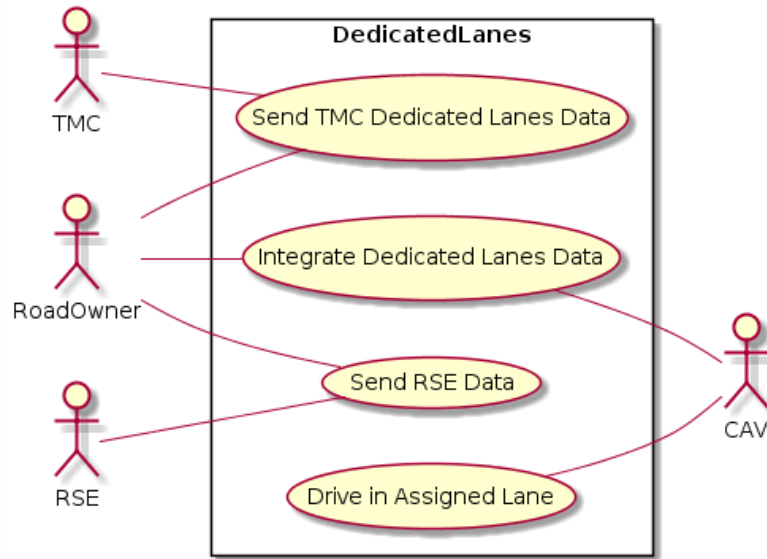 DedicatedLanes
TMC
Send TMC Dedicated Lanes Data
RoadOwner
Integrate Dedicated Lanes Data
Send RSE Data
CAV
RSE
Drive in Assigned Lane